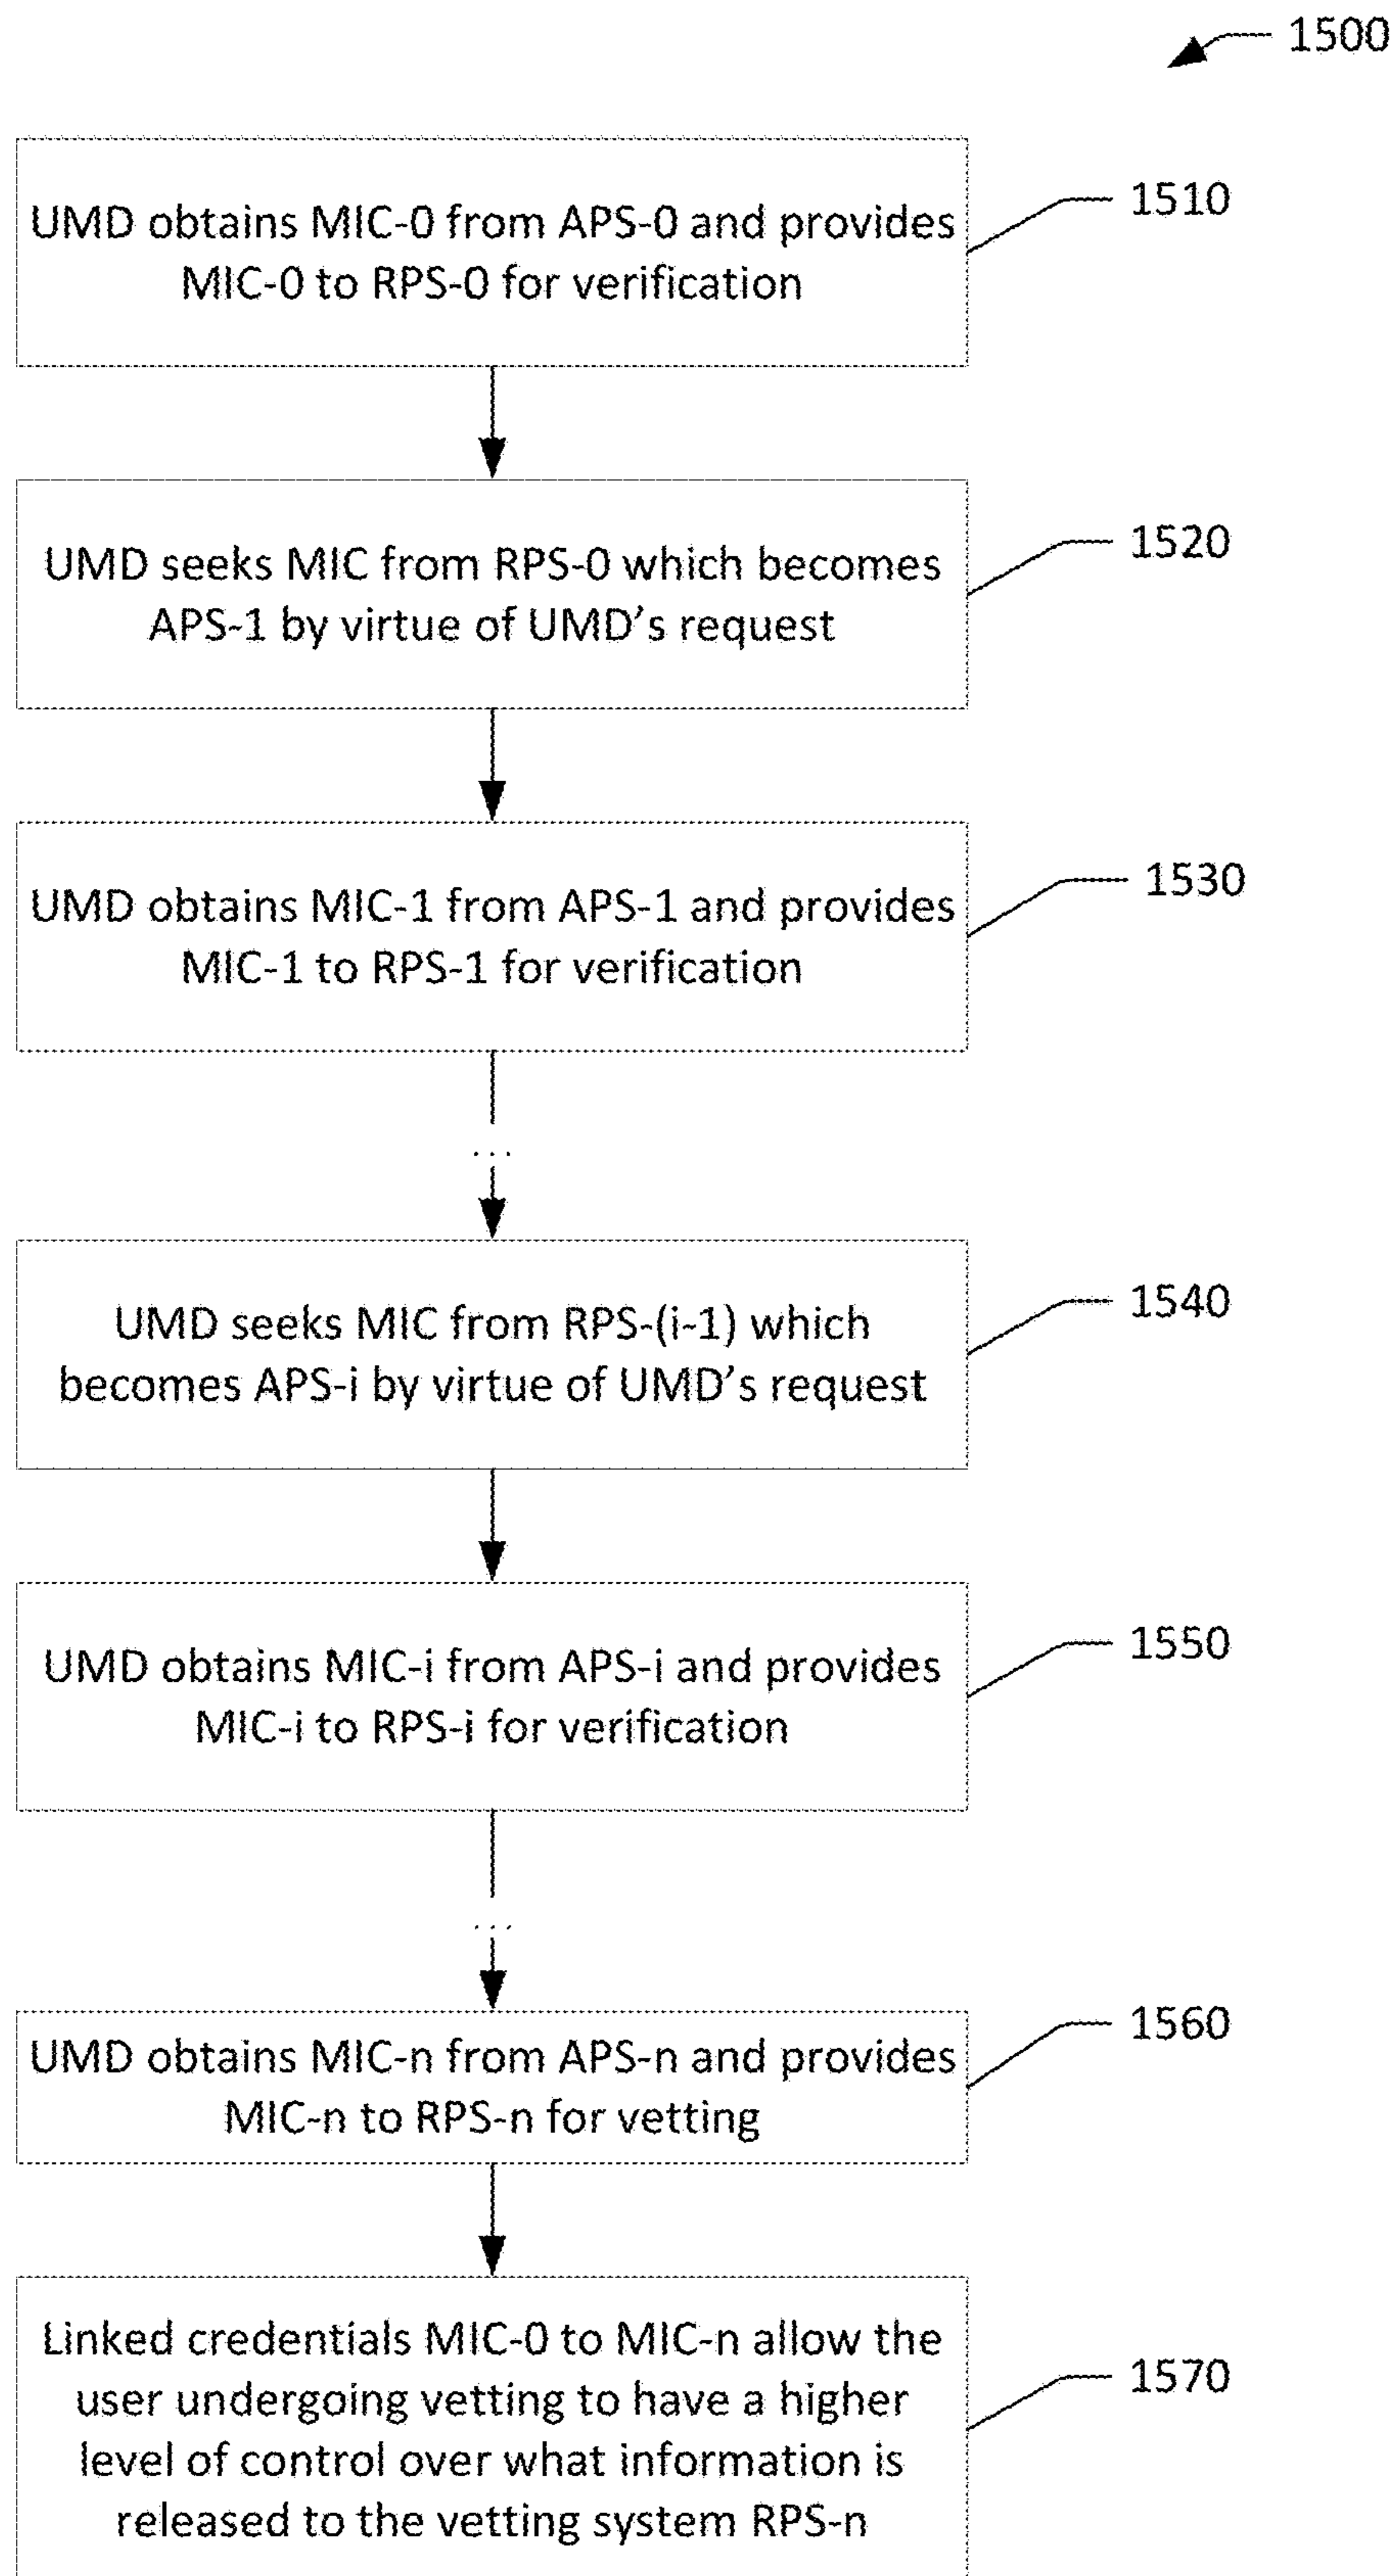 1500
UMD obtains MIC-0 from APS-0 and provides
MIC-0 to RPS-0 for verification
1510
UMD seeks MIC from RPS-0 which becomes
APS-1 by virtue of UMD’s request
1520
UMD obtains MIC-1 from APS-1 and provides
MIC-1 to RPS-1 for verification
1530
...
UMD seeks MIC from RPS-(i-1) which
becomes APS-i by virtue of UMD’s request
1540
UMD obtains MIC-i from APS-i and provides
MIC-i to RPS-i for verification
1550
...
UMD obtains MIC-n from APS-n and provides
MIC-n to RPS-n for vetting
1560
Linked credentials MIC-0 to MIC-n allow the
user undergoing vetting to have a higher
level of control over what information is
released to the vetting system RPS-n
1570